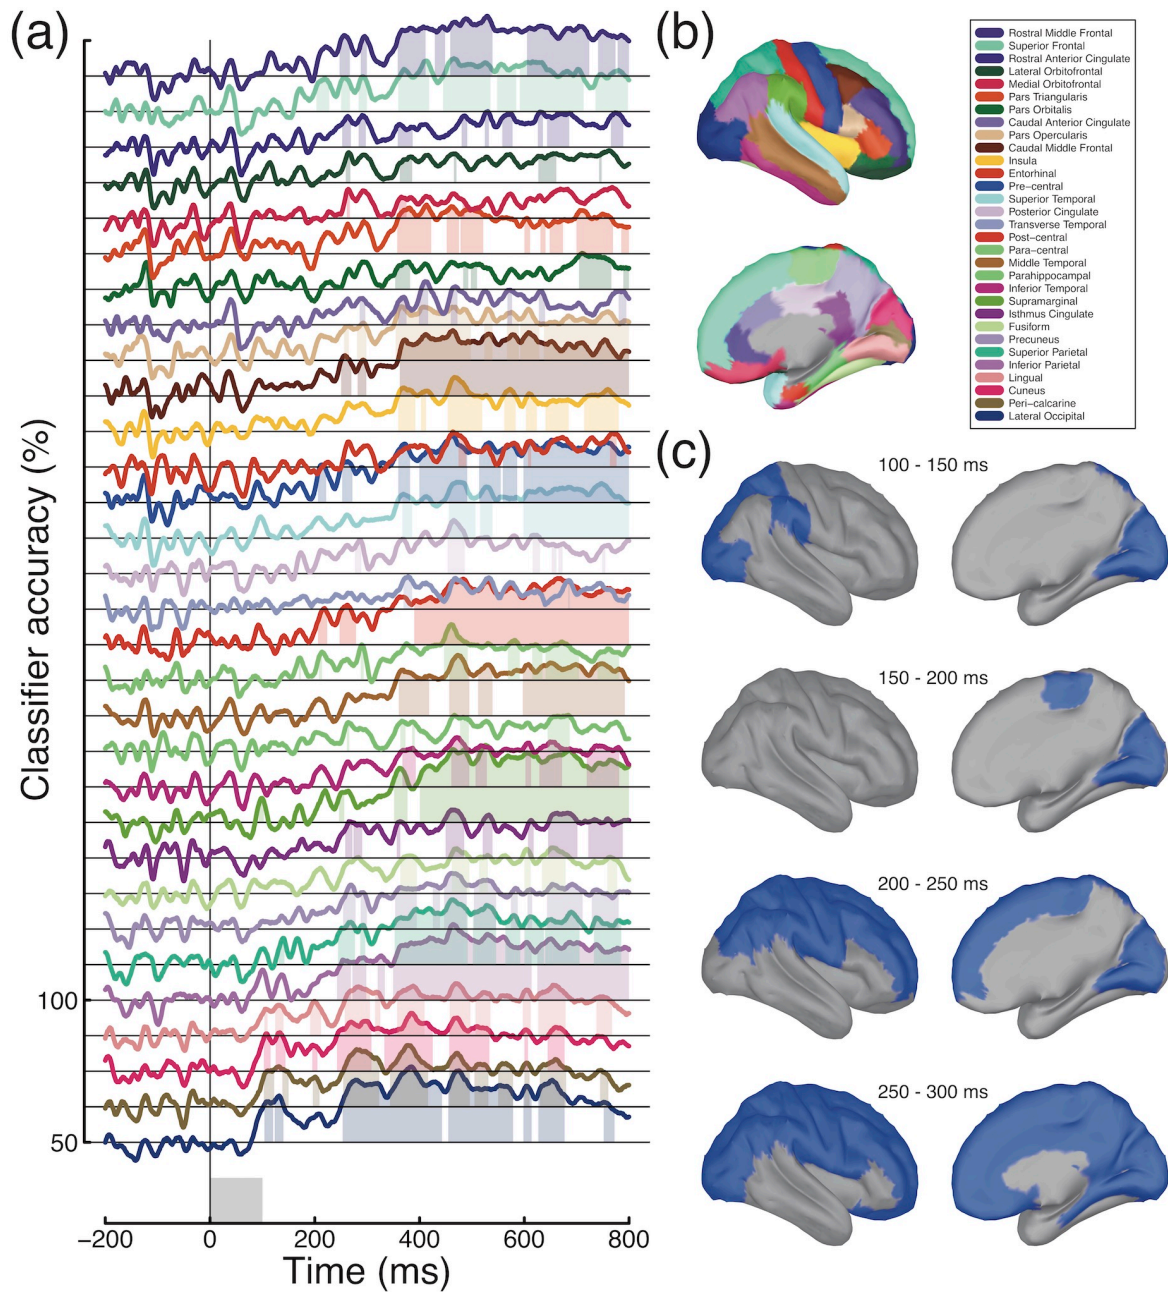 (a)
(b)
Rostral Middle Frontal
Superior Frontal
Rostral Anterior Cingulate
Lateral Orbitofrontal
Medial Orbitofrontal
Pars Triangularis
Pars Orbitalis
Caudal Anterior Cingulate
Pars Opercularis
Caudal Middle Frontal
Insula
Entorhinal
Pre-central
Superior Temporal
Posterior Cingulate
Transverse Temporal
Post-central
Para-central
Middle Temporal
Parahippocampal
Inferior Temporal
Supramarginal
Isthmus Cingulate
Fusiform
Precuneus
Superior Parietal
Inferior Parietal
Lingual
Cuneus
Peri-calcarine
Lateral Occipital
(c)
100 - 150 ms
150 - 200 ms
200 - 250 ms
250 - 300 ms
Classifier accuracy (%)
100
50
−200 0 200 400 600 800
Time (ms)